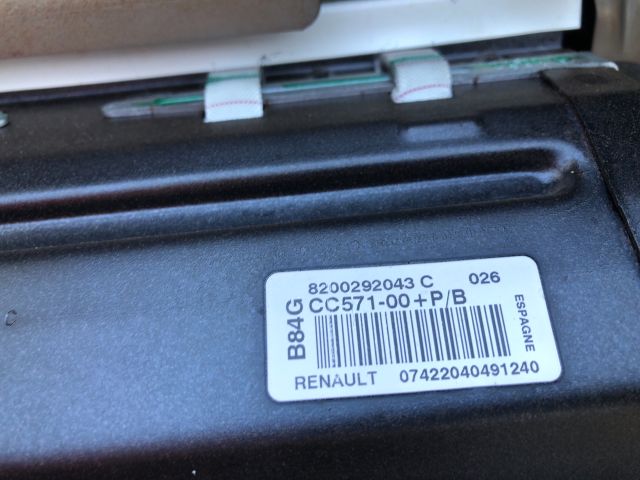 8200292043 C 026
B84G
CC571-00+P/B
ESPAGNE
RENAULT 07422040491240